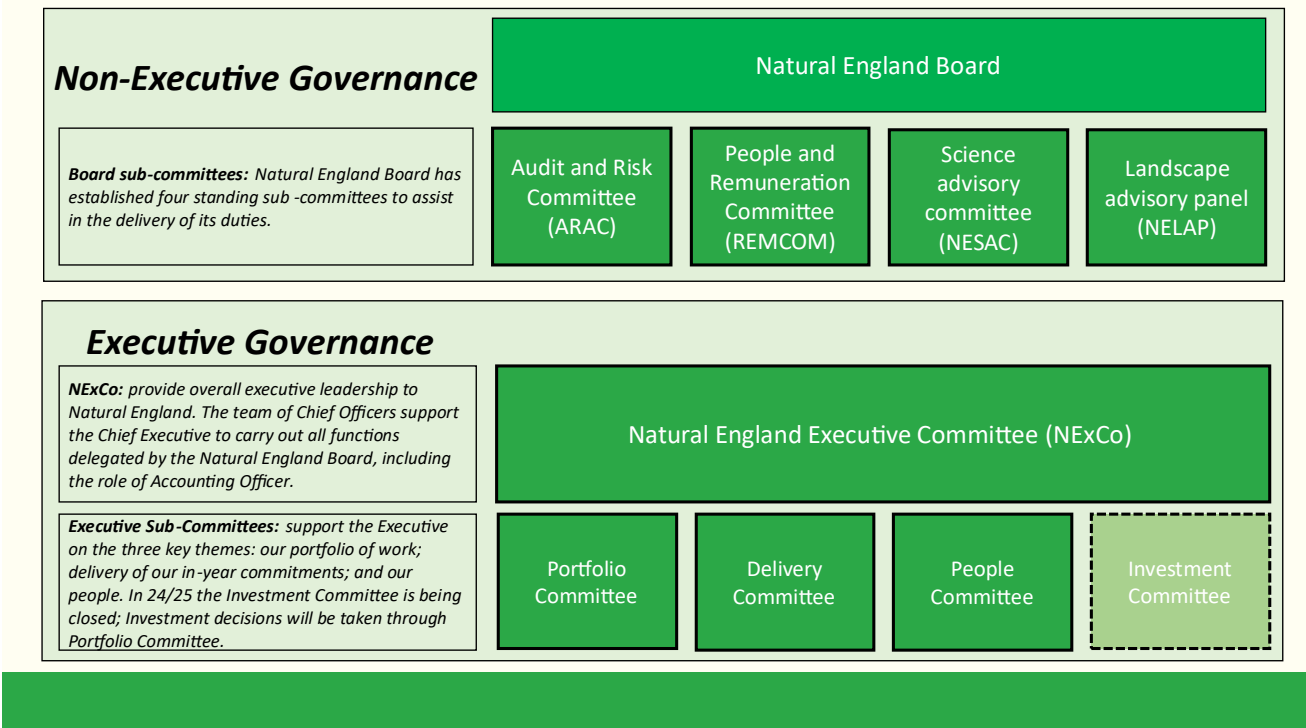 Non-Executive Governance
Natural England Board
Board sub-committees: Natural England Board has
established four standing sub -committees to assist
in the delivery of its duties.
Audit and Risk
Committee
(ARAC)
People and
Remuneration
Committee
(REMCOM)
Science
advisory
committee
(NESAC)
Landscape
advisory panel
(NELAP)
Executive Governance
NExCo: provide overall executive leadership to
Natural England. The team of Chief Officers support
the Chief Executive to carry out all functions
delegated by the Natural England Board, including
the role of Accounting Officer.
Natural England Executive Committee (NExCo)
Executive Sub-Committees: support the Executive
on the three key themes: our portfolio of work;
delivery of our in-year commitments; and our
people. In 24/25 the Investment Committee is being
closed; Investment decisions will be taken through
Portfolio Committee.
Portfolio
Committee
Delivery
Committee
People
Committee
Investment
Committee